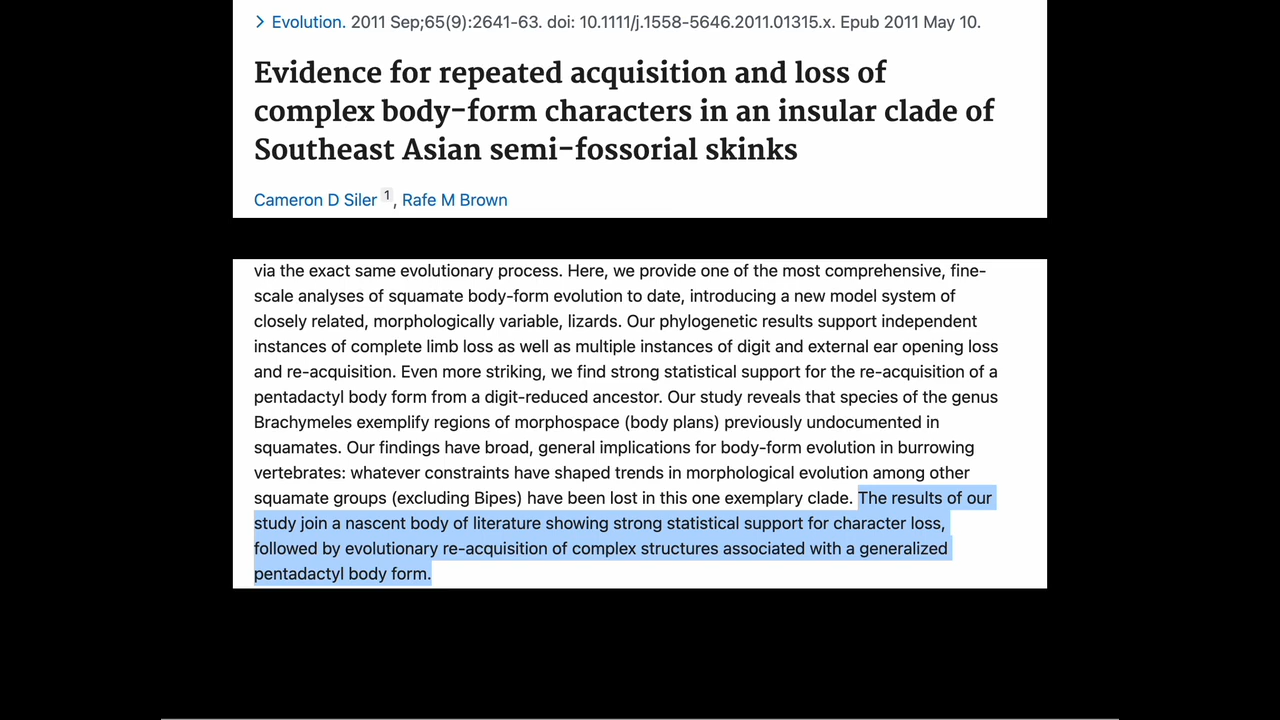 > Evolution. 2011 Sep;65(9):2641-63. doi: 10.1111/j.1558-5646.2011.01315.x. Epub 2011 May 10.
Evidence for repeated acquisition and loss of
complex body-form characters in an insular clade of
Southeast Asian semi-fossorial skinks
Cameron D Siler 1, Rafe M Brown
via the exact same evolutionary process. Here, we provide one of the most comprehensive, fine-
scale analyses of squamate body-form evolution to date, introducing a new model system of
closely related, morphologically variable, lizards. Our phylogenetic results support independent
instances of complete limb loss as well as multiple instances of digit and external ear opening loss
and re-acquisition. Even more striking, we find strong statistical support for the re-acquisition of a
pentadactyl body form from a digit-reduced ancestor. Our study reveals that species of the genus
Brachymeles exemplify regions of morphospace (body plans) previously undocumented in
squamates. Our findings have broad, general implications for body-form evolution in burrowing
vertebrates: whatever constraints have shaped trends in morphological evolution among other
squamate groups (excluding Bipes) have been lost in this one exemplary clade. The results of our
study join a nascent body of literature showing strong statistical support for character loss,
followed by evolutionary re-acquisition of complex structures associated with a generalized
pentadactyl body form.